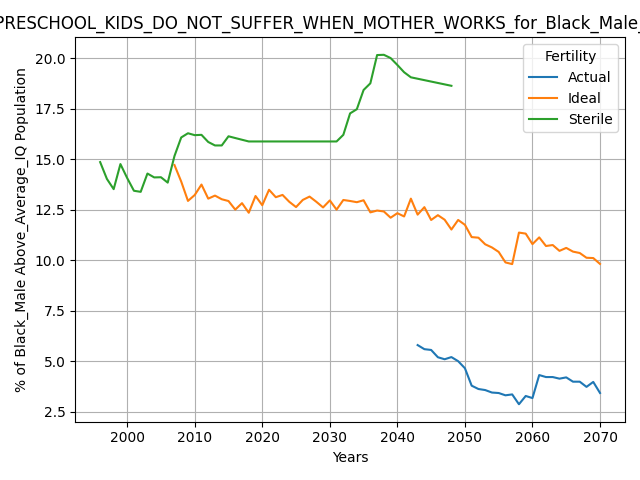 PRESCHOOL_KIDS_DO_NOT_SUFFER_WHEN_MOTHER_WORKS_for_Black_Male_
% of Black_Male Above_Average_IQ Population
20.0
17.5
15.0
12.5
10.0
7.5
5.0
2.5
Fertility
Actual
Ideal
Sterile
2000 2010 2020 2030 2040 2050 2060 2070
Years